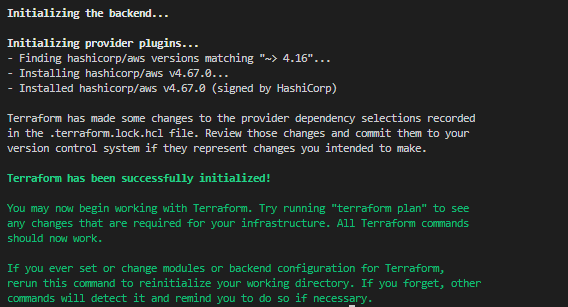 Initializing the backend...
Initializing provider plugins...
- Finding hashicorp/aws versions matching "~> 4.16"...
- Installing hashicorp/aws v4.67.0...
- Installed hashicorp/aws v4.67.0 (signed by HashiCorp)
Terraform has made some changes to the provider dependency selections recorded
in the .terraform.lock.hcl file. Review those changes and commit them to your
version control system if they represent changes you intended to make.
Terraform has been successfully initialized!
You may now begin working with Terraform. Try running "terraform plan" to see
any changes that are required for your infrastructure. All Terraform commands
should now work.
If you ever set or change modules or backend configuration for Terraform,
rerun this command to reinitialize your working directory. If you forget, other
commands will detect it and remind you to do so if necessary.